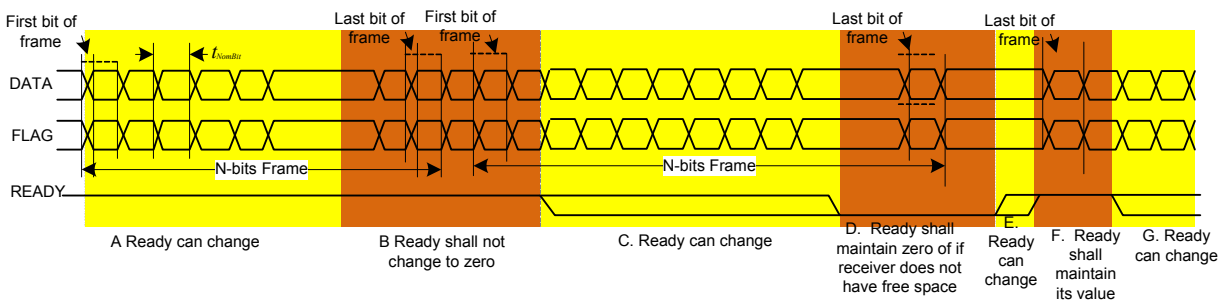 First bit of
frame
t NomBit
Last bit of
frame
First bit of
frame
Last bit of
frame
Last bit of
frame
DATA
FLAG
N-bits Frame
N-bits Frame
READY
A Ready can change
B Ready shall not
change to zero
C. Ready can change
D. Ready shall
maintain zero of if
receiver does not
have free space
E.
Ready
can
change
F. Ready
shall
maintain
its value
G. Ready
can change